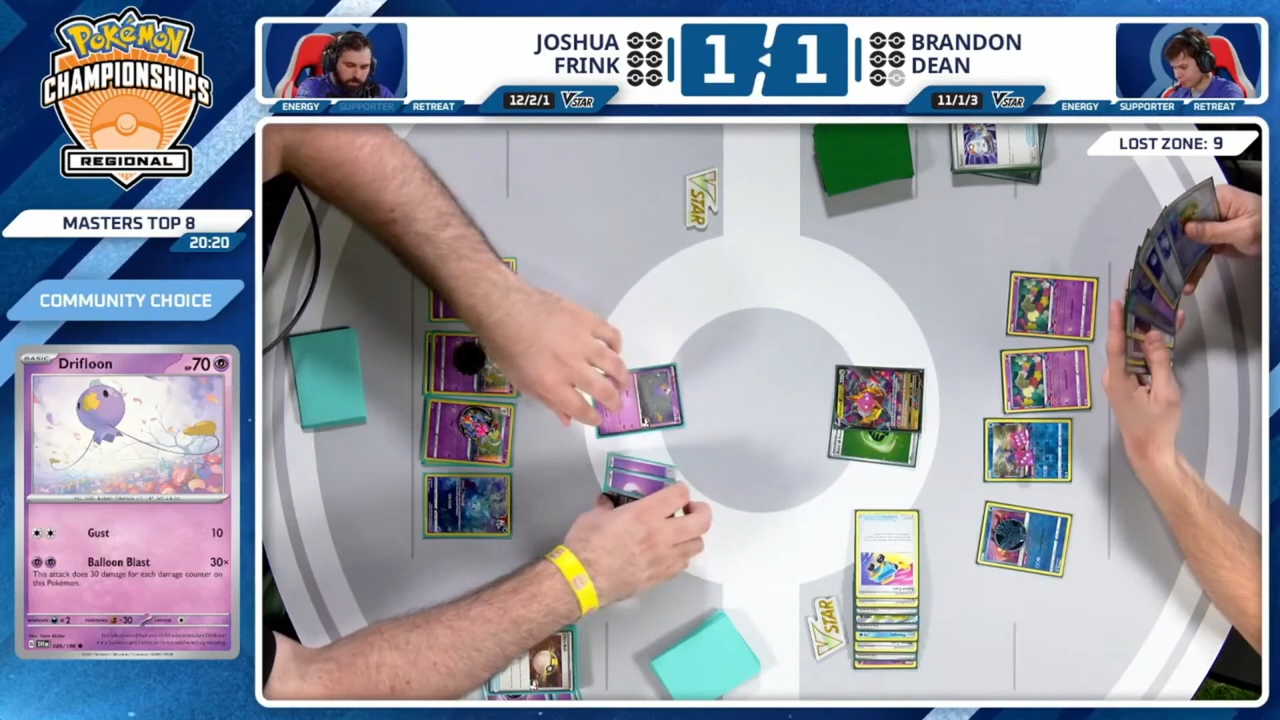 POKéMON
CHAMPIONSHIPS
REGIONAL
MASTERS TOP 8
20:20
COMMUNITY CHOICE
BASIC
Drifloon
HP 70
Gust 10
Balloon Blast 30×
This attack does 30 damage for each damage counter on
this Pokémon.
×2
-30
JOSHUA
FRINK
1 1
BRANDON
DEAN
ENERGY SUPPORTER RETREAT
12/2/1 VSTAR
11/1/3 VSTAR
ENERGY SUPPORTER RETREAT
LOST ZONE: 9
VSTAR
VSTAR